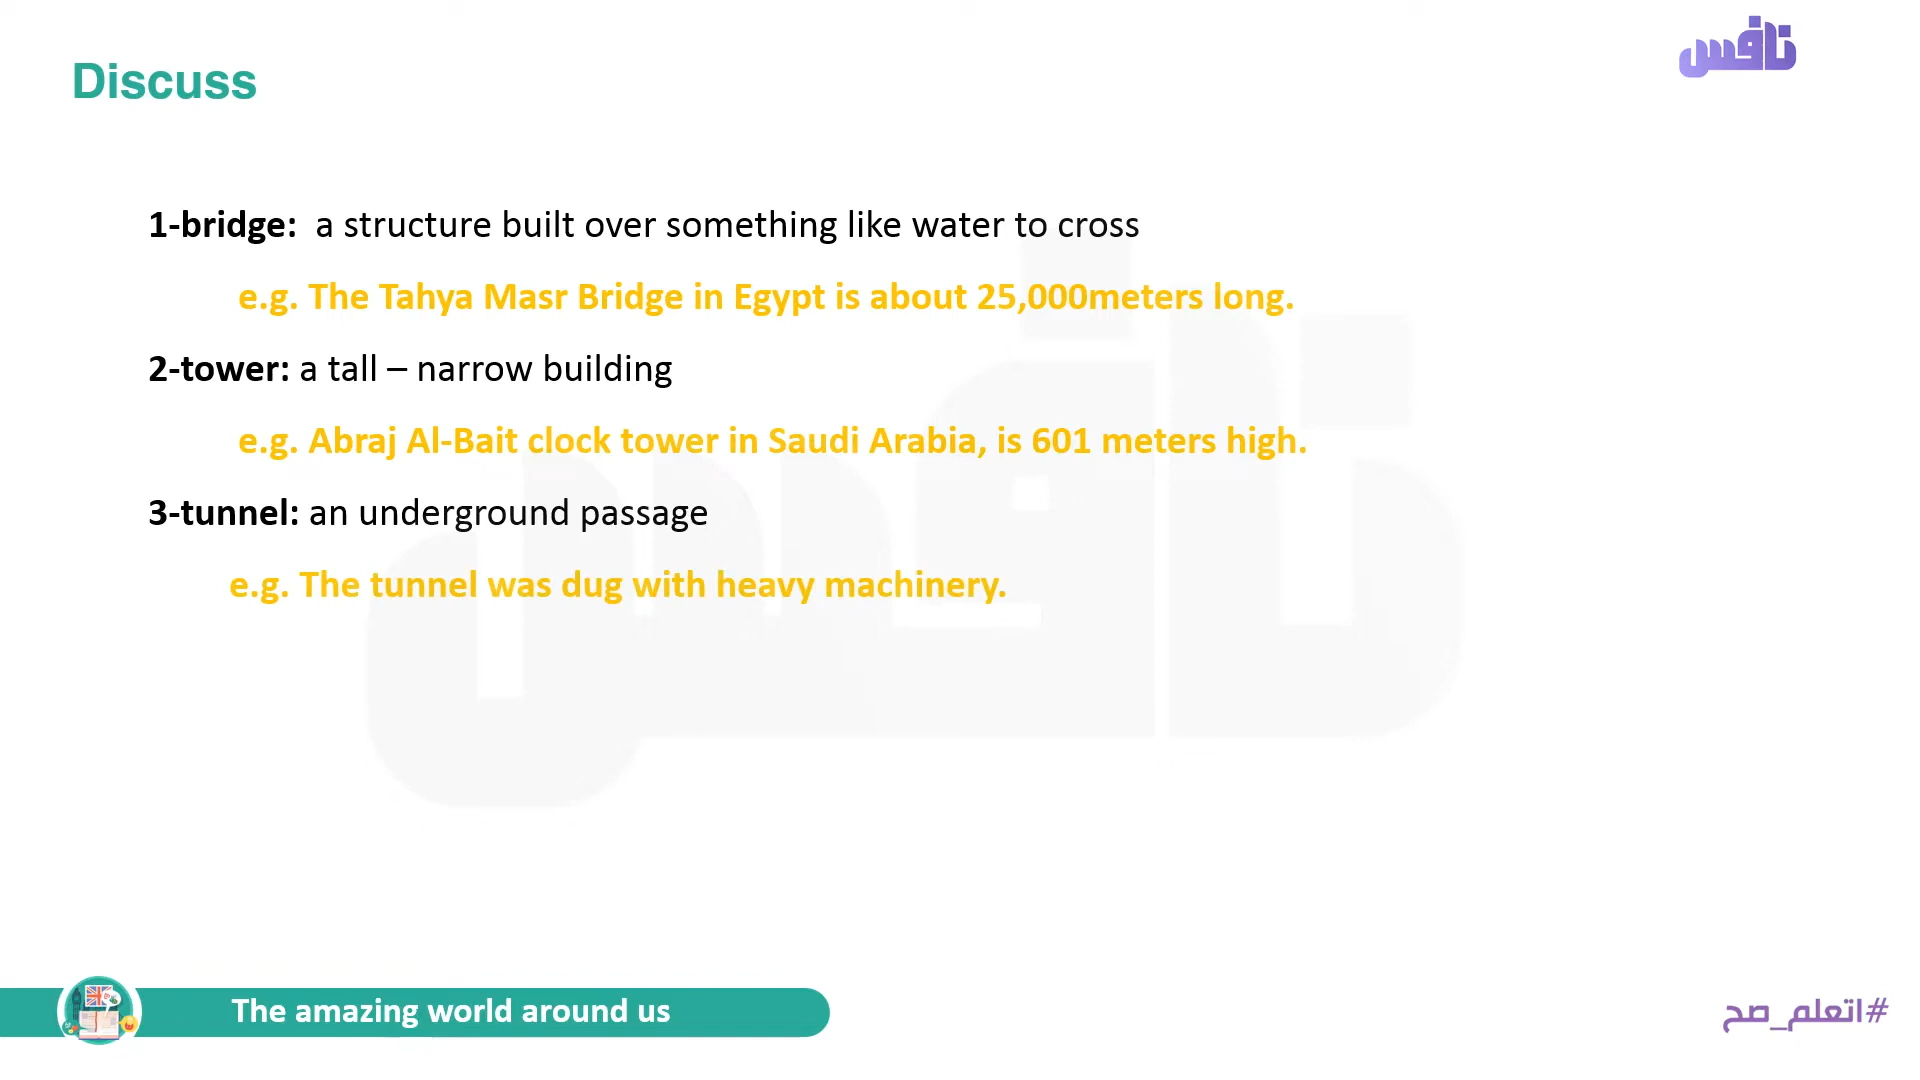 نافس
Discuss
1-bridge: a structure built over something like water to cross
e.g. The Tahya Masr Bridge in Egypt is about 25,000meters long.
2-tower: a tall – narrow building
e.g. Abraj Al-Bait clock tower in Saudi Arabia, is 601 meters high.
3-tunnel: an underground passage
e.g. The tunnel was dug with heavy machinery.
The amazing world around us
#اتعلم_صح